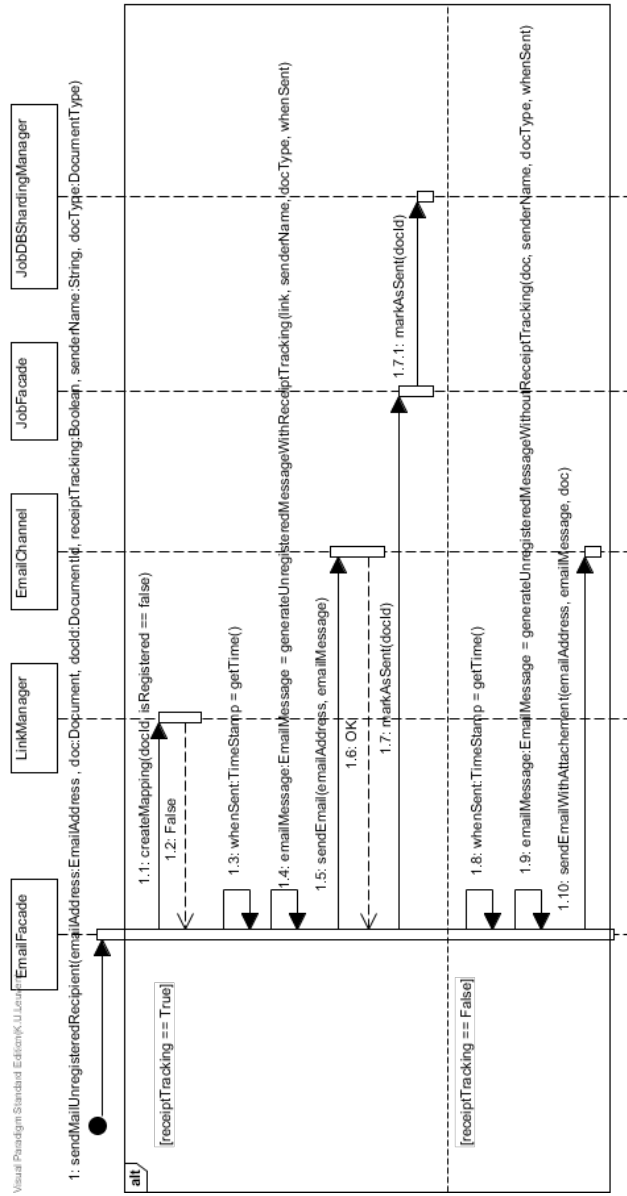 Visual Paradigm Standard Edition(K.U.Leuven)
EmailFacade
LinkManager
EmailChannel
JobFacade
JobDBShardingManager
1: sendMailUnregisteredRecipient(emailAddress:EmailAddress , doc:Document, docId:DocumentId, receiptTracking:Boolean, senderName:String, docType:DocumentType)
alt
[receiptTracking == True]
1.1: createMapping(docId, isRegistered == false)
1.2: False
1.3: whenSent:TimeStamp = getTime()
1.4: emailMessage:EmailMessage = generateUnregisteredMessageWithReceiptTracking(link, senderName, docType, whenSent)
1.5: sendEmail(emailAddress, emailMessage)
1.6: OK
1.7: markAsSent(docId)
1.7.1: markAsSent(docId)
[receiptTracking == False]
1.8: whenSent:TimeStamp = getTime()
1.9: emailMessage:EmailMessage = generateUnregisteredMessageWithoutReceiptTracking(doc, senderName, docType, whenSent)
1.10: sendEmailWithAttachement(emailAddress, emailMessage, doc)